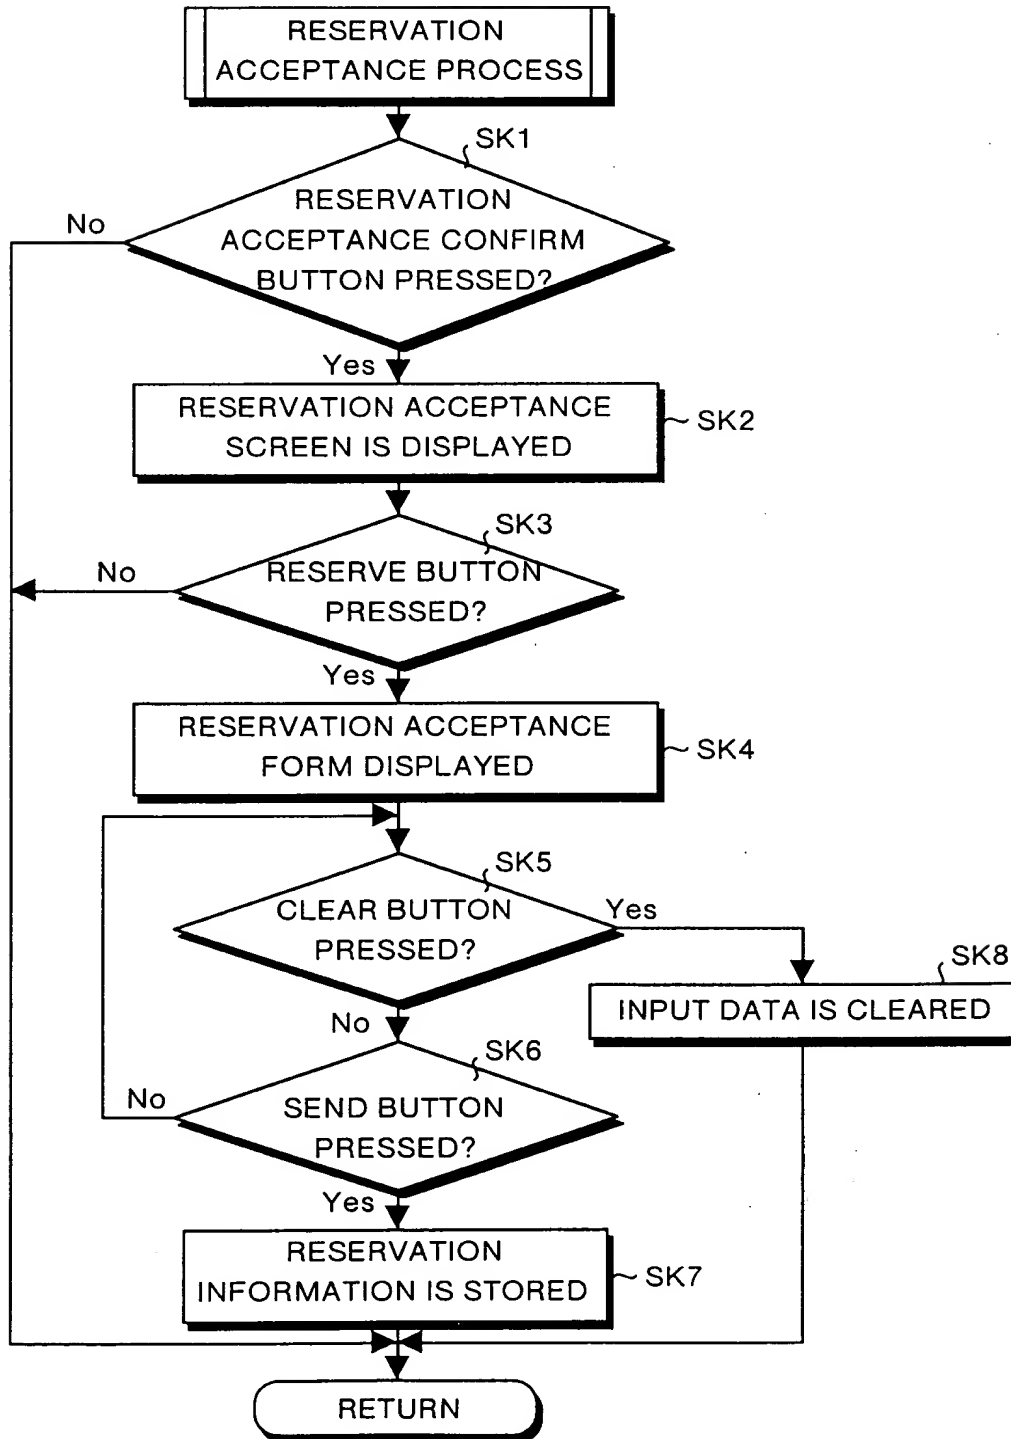 RESERVATION
ACCEPTANCE PROCESS
SK1
RESERVATION
ACCEPTANCE CONFIRM
BUTTON PRESSED?
No
Yes
RESERVATION ACCEPTANCE
SCREEN IS DISPLAYED
SK2
SK3
RESERVE BUTTON
PRESSED?
No
Yes
RESERVATION ACCEPTANCE
FORM DISPLAYED
SK4
SK5
CLEAR BUTTON
PRESSED?
Yes
SK8
INPUT DATA IS CLEARED
No
SK6
SEND BUTTON
PRESSED?
No
Yes
RESERVATION
INFORMATION IS STORED
SK7
RETURN